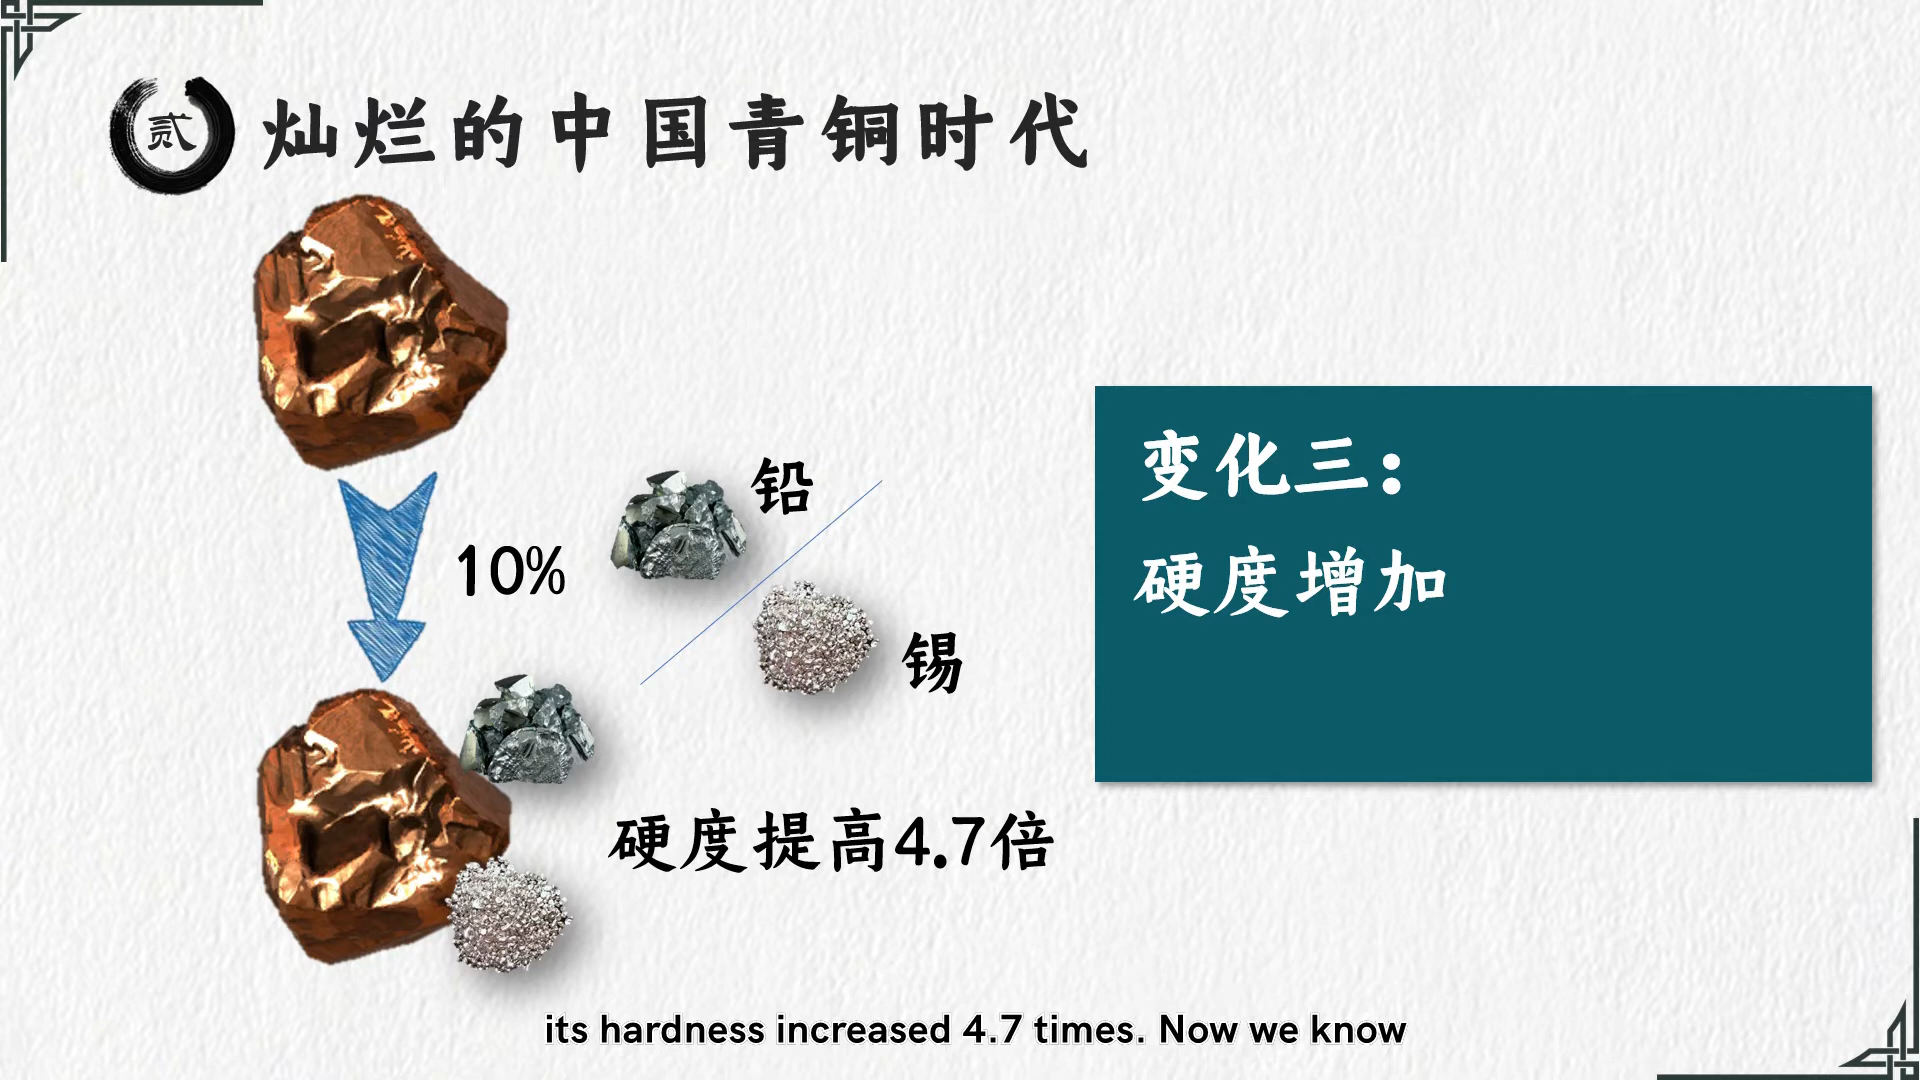 贰
灿烂的中国青铜时代
铅
10%
锡
硬度提高4.7倍
变化三：
硬度增加
its hardness increased 4.7 times. Now we know